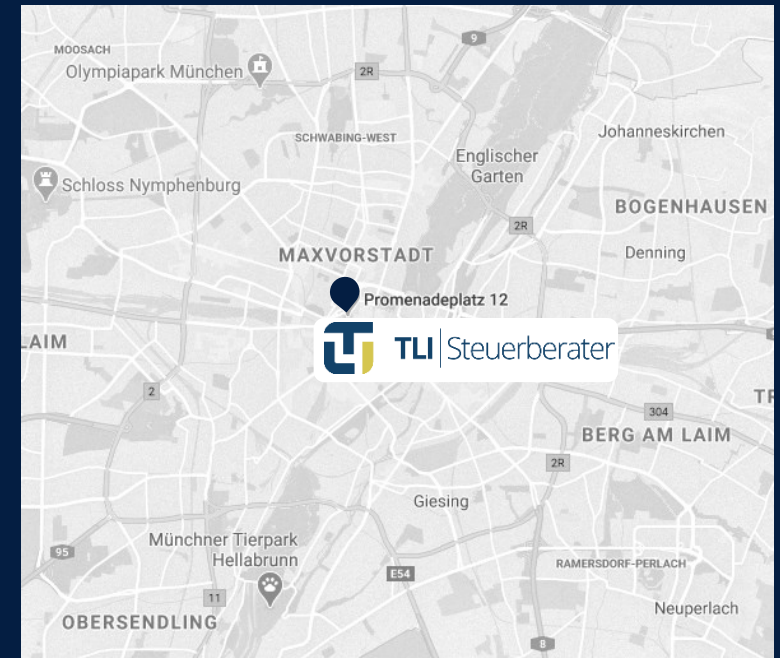 9
MOOSACH
Olympiapark München
2R
SCHWABING-WEST
Johanneskirchen
Englischer
Garten
Schloss Nymphenburg
BOGENHAUSEN
2R
MAXVORSTADT
Denning
Promenadeplatz 12
LAIM
TLI Steuerberater
2
TR
304
BERG AM LAIM
2R
Giesing
Münchner Tierpark
Hellabrunn
95
RAMERSDORF-PERLACH
E54
11
Neuperlach
OBERSENDLING
8